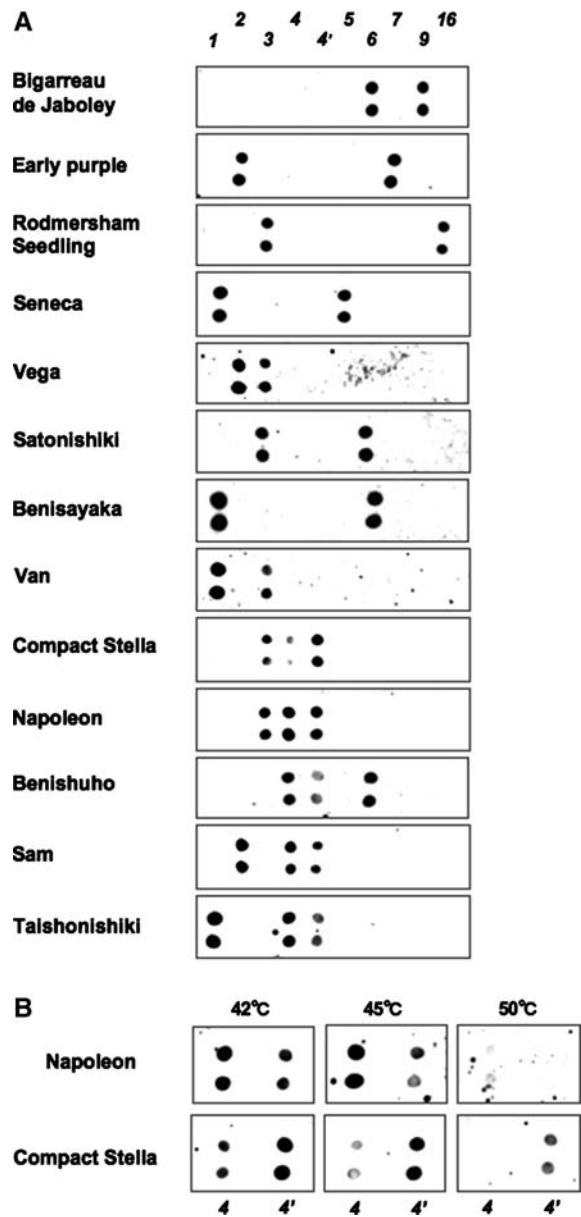 A
2 4 5 7 16
1 3 4' 6 9
Bigarreau
de Jaboley
Early purple
Rodmersham
Seedling
Seneca
Vega
Satonishiki
Benisayaka
Van
Compact Stella
Napoleon
Benishuho
Sam
Taishonishiki
B
42°C 45°C 50°C
Napoleon
Compact Stella
4 4' 4 4' 4 4'